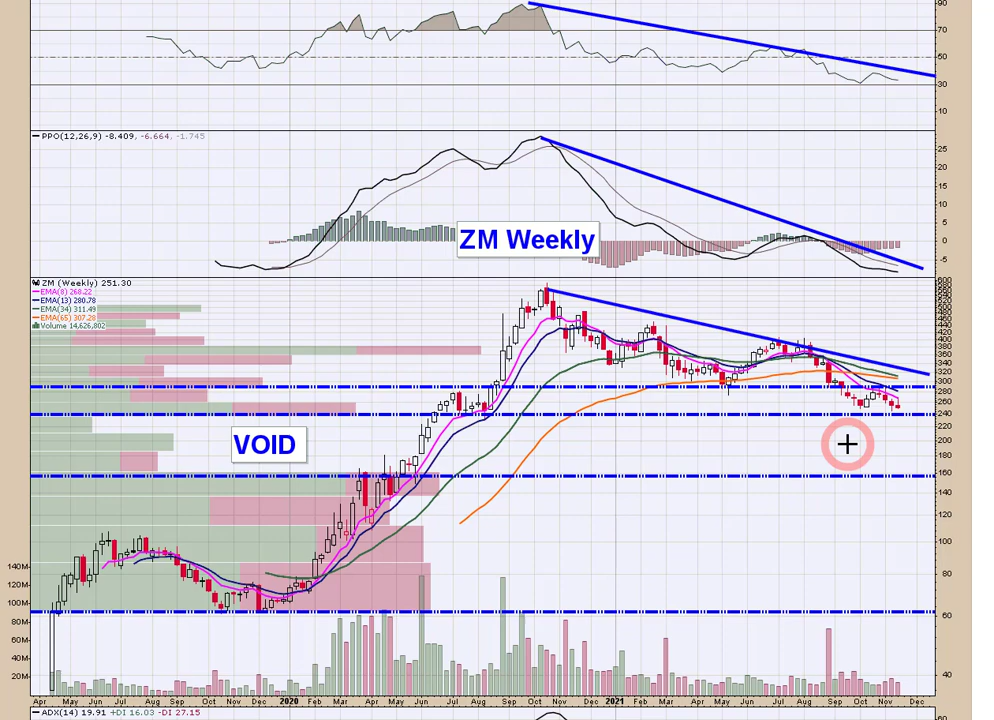 90
70
50
30
10
PPO(12,26,9) -8.409, -6.664, -1.745
25
20
15
10
5
0
-5
ZM Weekly
ZM (Weekly) 251.30
EMA(8) 268.22
EMA(13) 280.78
EMA(34) 311.49
EMA(65) 307.28
Volume 14,626,802
600
480
440
400
380
360
340
320
300
280
260
240
220
200
180
160
140
120
100
80
60
40
VOID
140M
120M
100M
80M
60M
40M
20M
Apr May Jun Jul Aug Sep Oct Nov Dec 2020 Feb Mar Apr May Jun Jul Aug Sep Oct Nov Dec 2021 Feb Mar Apr May Jun Jul Aug Sep Oct Nov Dec
ADX(14) 19.91 +DI 16.03 -DI 27.15
60